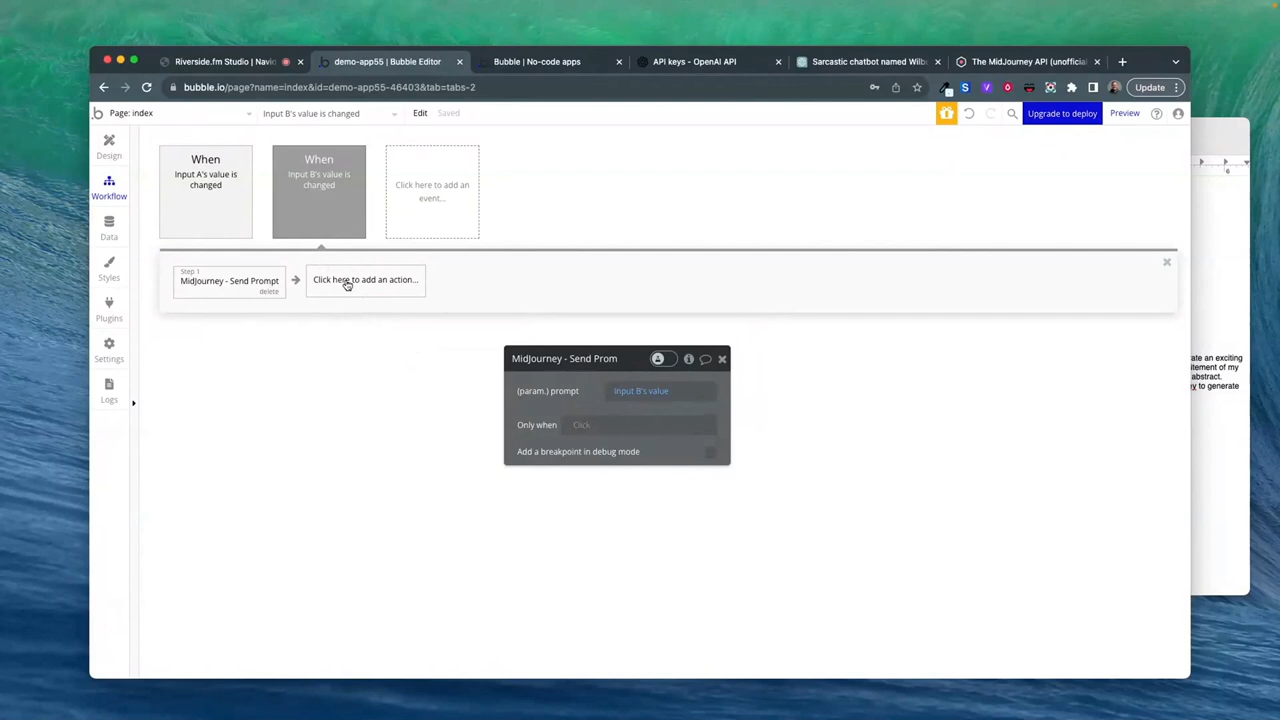 Riverside.fm Studio | Navid
demo-app55 | Bubble Editor
Bubble | No-code apps
API keys - OpenAI API
Sarcastic chatbot named Wilbu
The MidJourney API (unofficial
bubble.io/page?name=index&id=demo-app55-46403&tab=tabs-2
Update
Page: index
Input B's value is changed
Edit
Saved
Upgrade to deploy
Preview
Design
Workflow
Data
Styles
Plugins
Settings
Logs
When
Input A's value is
changed
When
Input B's value is
changed
Click here to add an
event...
Step 1
MidJourney - Send Prompt
delete
Click here to add an action...
MidJourney - Send Prom
(param.) prompt
Input B's value
Only when
Click
Add a breakpoint in debug mode
6
ate an exciting
itement of my
abstract.
to generate